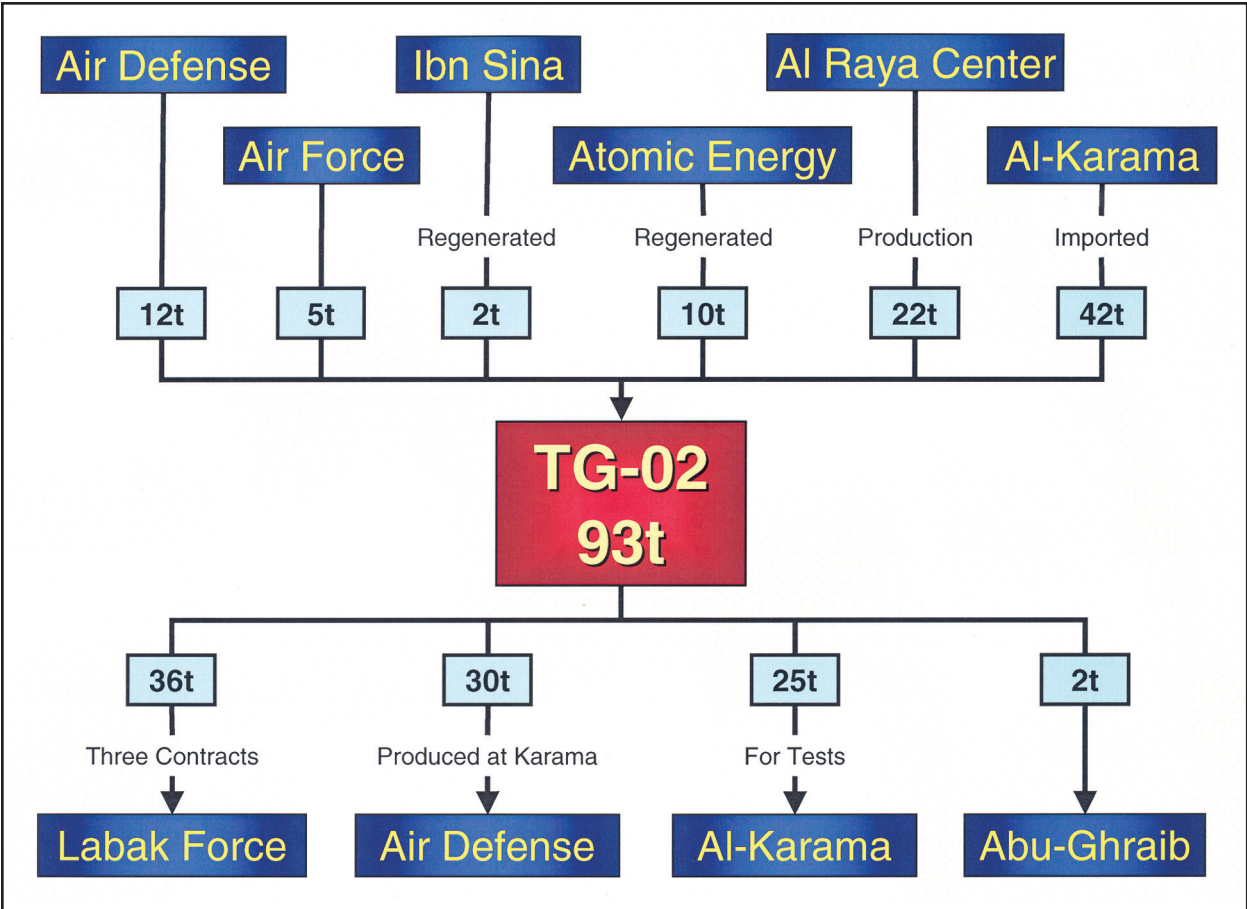 Air Defense
Ibn Sina
Al Raya Center
Air Force
Atomic Energy
Al-Karama
Regenerated
Regenerated
Production
Imported
12t
5t
2t
10t
22t
42t
TG-02
93t
36t
30t
25t
2t
Three Contracts
Produced at Karama
For Tests
Labak Force
Air Defense
Al-Karama
Abu-Ghraib